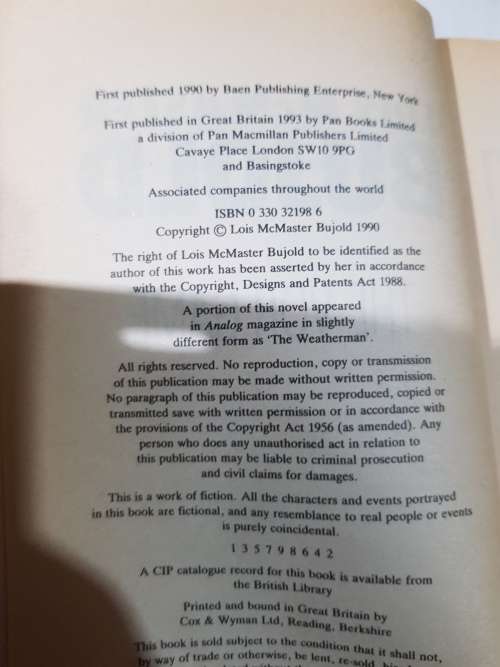 First published 1990 by Baen Publishing Enterprise, New York
First published in Great Britain 1993 by Pan Books Limited
a division of Pan Macmillan Publishers Limited
Cavaye Place London SW10 9PG
and Basingstoke
Associated companies throughout the world
ISBN 0 330 32198 6
Copyright © Lois McMaster Bujold 1990
The right of Lois McMaster Bujold to be identified as the
author of this work has been asserted by her in accordance
with the Copyright, Designs and Patents Act 1988.
A portion of this novel appeared
in Analog magazine in slightly
different form as 'The Weatherman'.
All rights reserved. No reproduction, copy or transmission
of this publication may be made without written permission.
No paragraph of this publication may be reproduced, copied or
transmitted save with written permission or in accordance with
the provisions of the Copyright Act 1956 (as amended). Any
person who does any unauthorised act in relation to
this publication may be liable to criminal prosecution
and civil claims for damages.
This is a work of fiction. All the characters and events portrayed
in this book are fictional, and any resemblance to real people or events
is purely coincidental.
1 3 5 7 9 8 6 4 2
A CIP catalogue record for this book is available from
the British Library
Printed and bound in Great Britain by
Cox & Wyman Ltd, Reading, Berkshire
This book is sold subject to the condition that it shall not,
by way of trade or otherwise, be lent, re-sold,